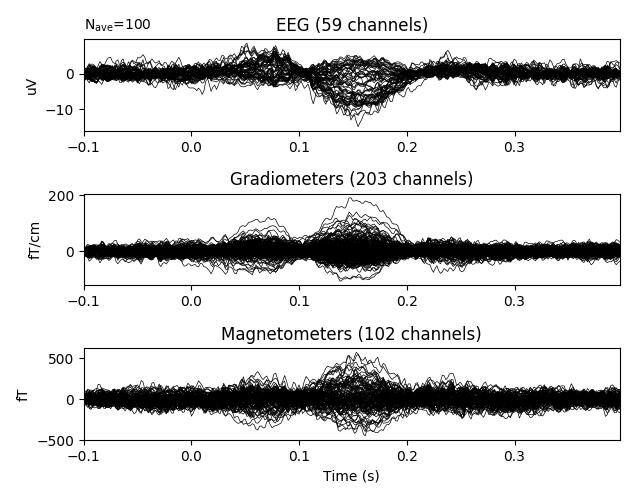 N_ave=100
EEG (59 channels)
0
−10
uV
−0.1 0.0 0.1 0.2 0.3
Gradiometers (203 channels)
200
0
fT/cm
−0.1 0.0 0.1 0.2 0.3
Magnetometers (102 channels)
500
0
−500
fT
−0.1 0.0 0.1 0.2 0.3
Time (s)